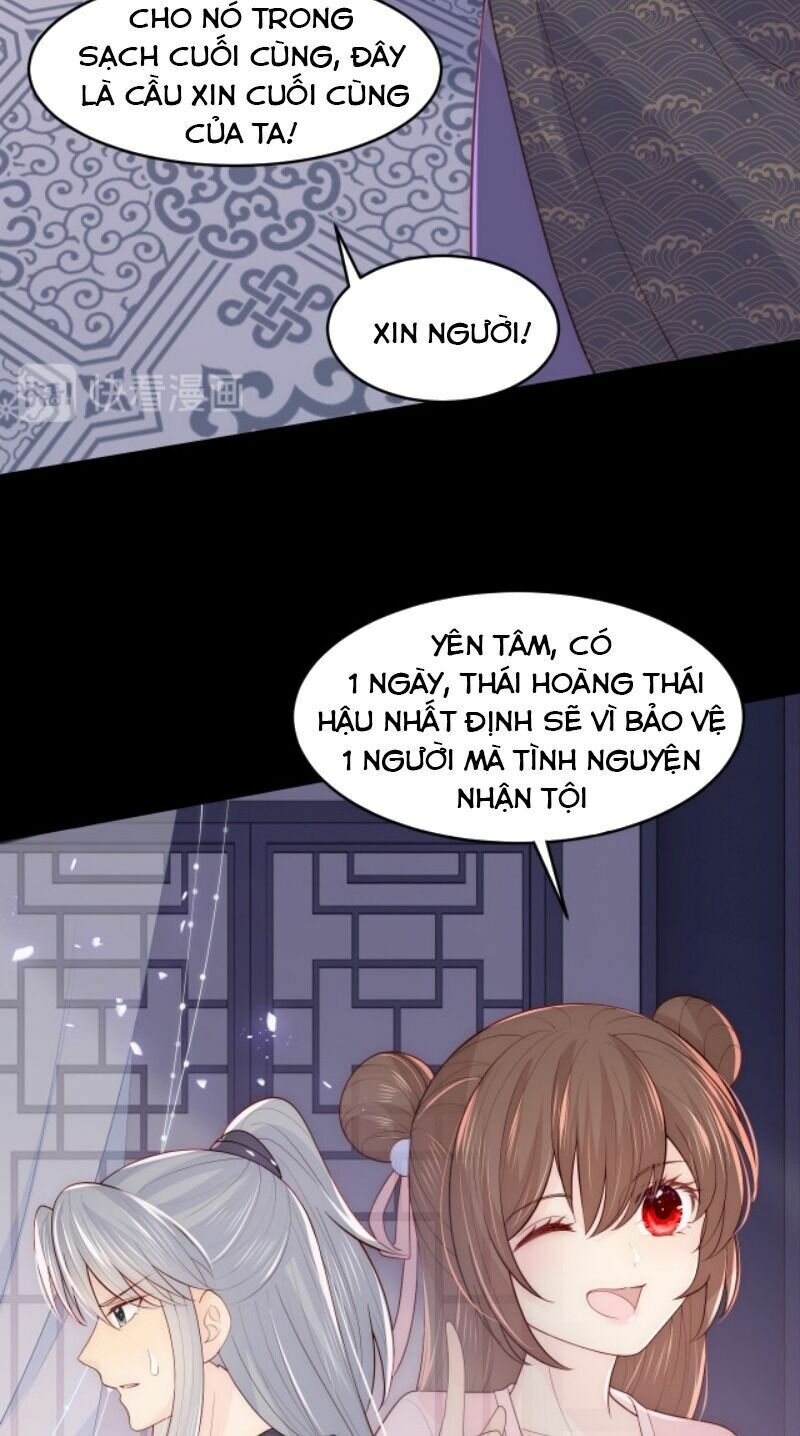 CHO NÓ TRONG
SẠCH CUỐI CÙNG, ĐÂY
LÀ CẦU XIN CUỐI CÙNG
CỦA TA!
XIN NGƯỜI!
快看漫画
YÊN TÂM, CÓ
1 NGÀY, THÁI HOÀNG THÁI
HẬU NHẤT ĐỊNH SẼ VÌ BẢO VỆ
1 NGƯỜI MÀ TÌNH NGUYỆN
NHẬN TỘI